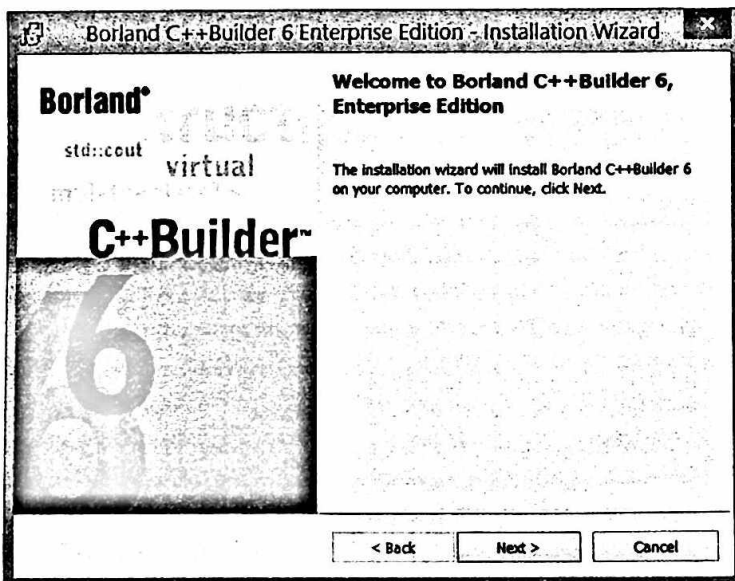 Borland C++Builder 6 Enterprise Edition - Installation Wizard
Borland®
std::cout
virtual
C++Builder™
6
Welcome to Borland C++Builder 6,
Enterprise Edition
The installation wizard will install Borland C++Builder 6
on your computer. To continue, click Next.
< Back
Next >
Cancel